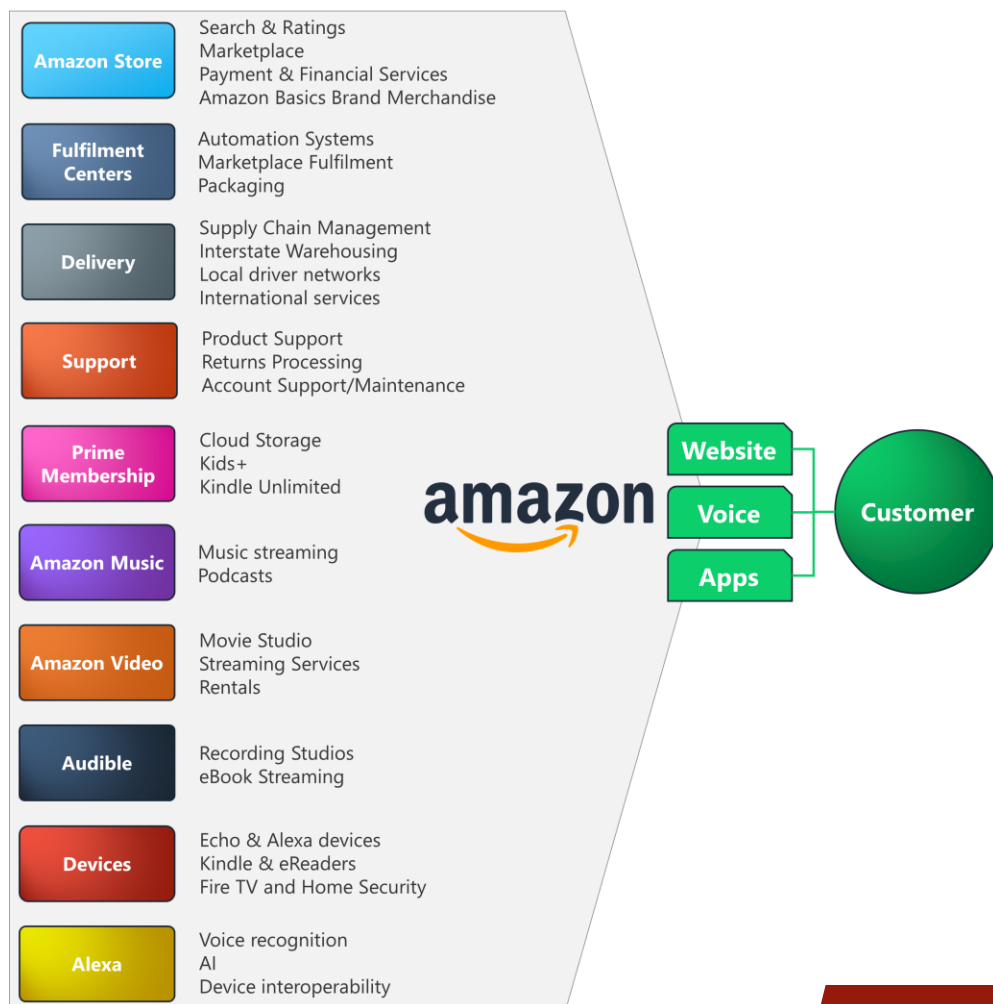 Amazon Store
Search & Ratings
Marketplace
Payment & Financial Services
Amazon Basics Brand Merchandise
Fulfilment
Centers
Automation Systems
Marketplace Fulfilment
Packaging
Delivery
Supply Chain Management
Interstate Warehousing
Local driver networks
International services
Support
Product Support
Returns Processing
Account Support/Maintenance
Prime
Membership
Cloud Storage
Kids+
Kindle Unlimited
Amazon Music
Music streaming
Podcasts
Amazon Video
Movie Studio
Streaming Services
Rentals
Audible
Recording Studios
eBook Streaming
Devices
Echo & Alexa devices
Kindle & eReaders
Fire TV and Home Security
Alexa
Voice recognition
AI
Device interoperability
amazon
Website
Voice
Apps
Customer